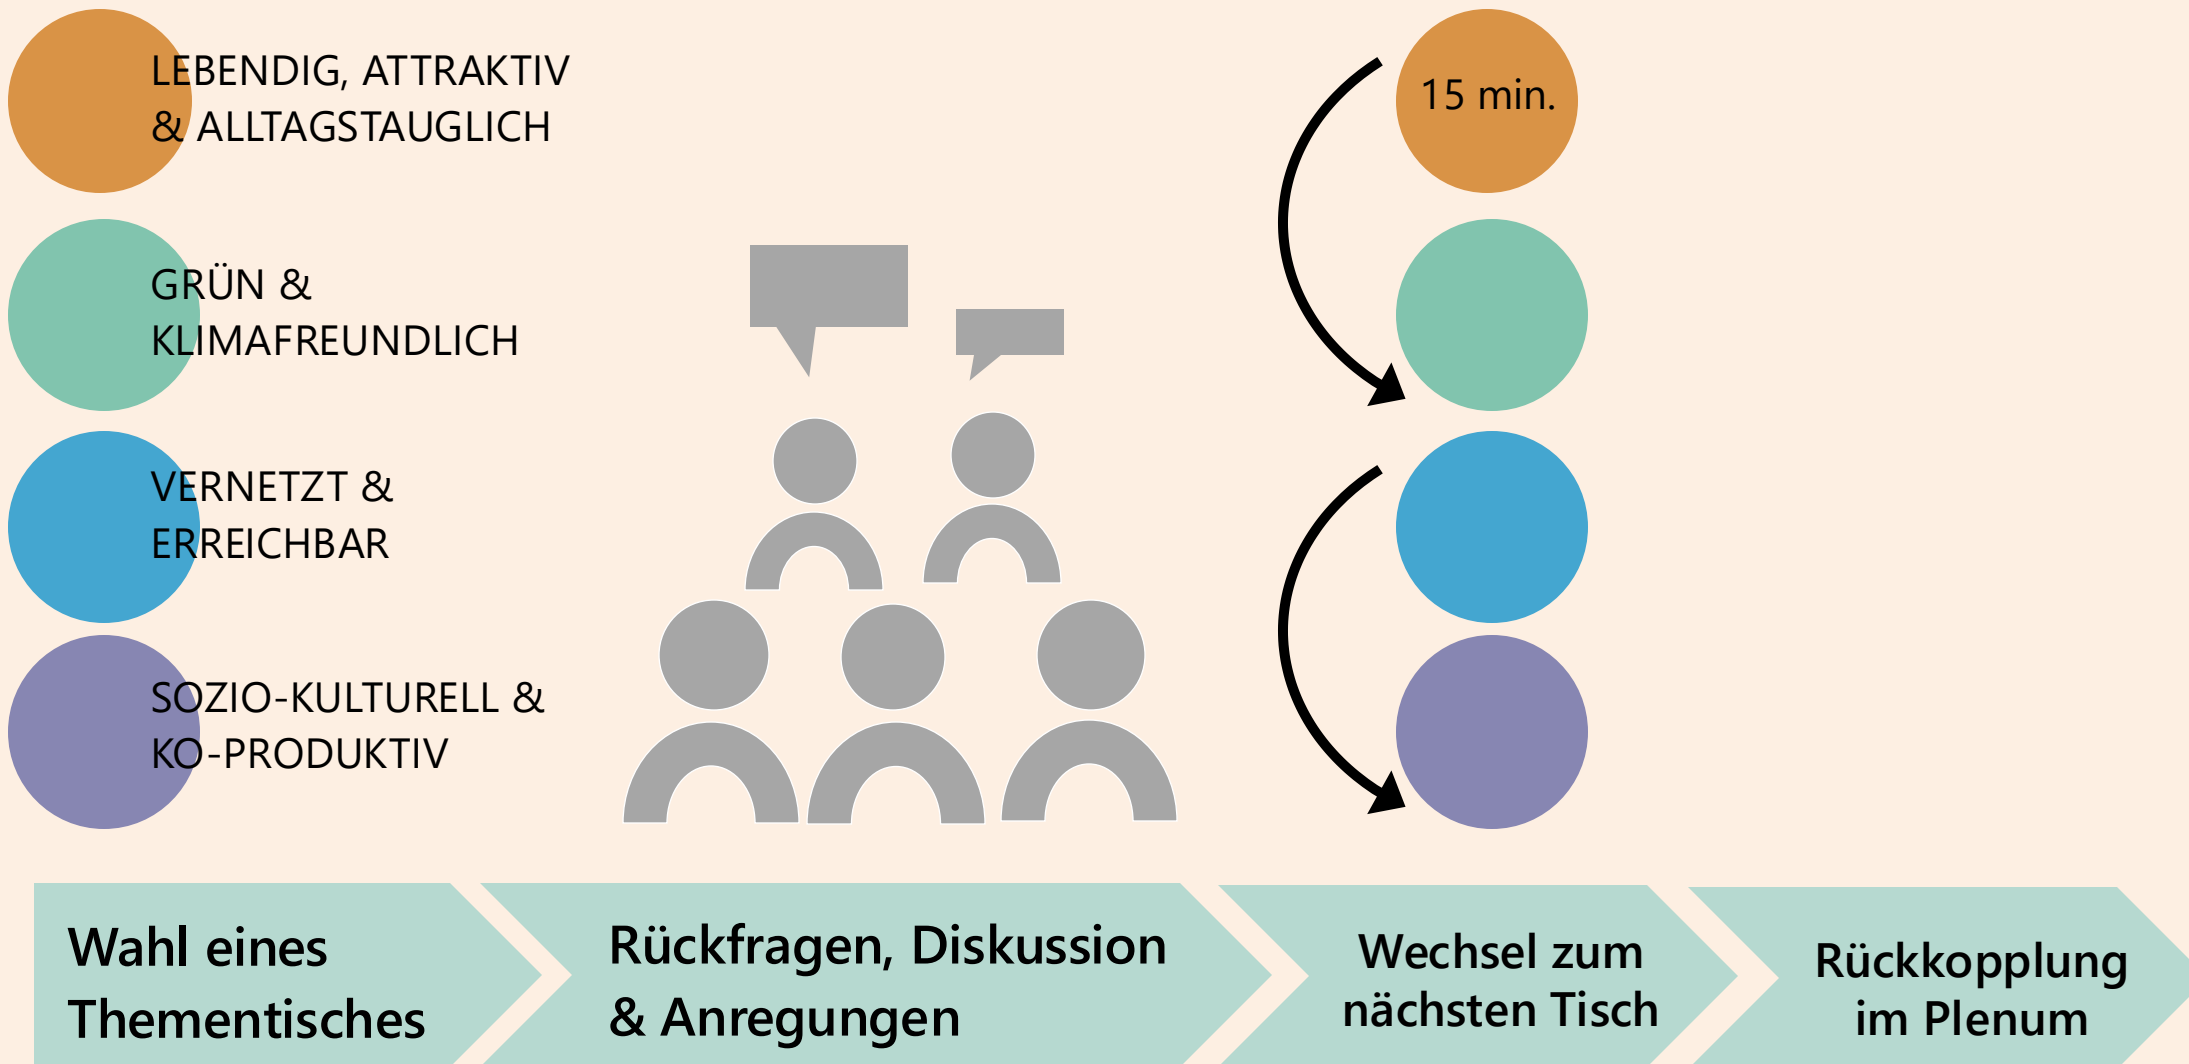 LEBENDIG, ATTRAKTIV
& ALLTAGSTAUGLICH
GRÜN &
KLIMAFREUNDLICH
VERNETZT &
ERREICHBAR
SOZIO-KULTURELL &
KO-PRODUKTIV
15 min.
Wahl eines
Thementisches
Rückfragen, Diskussion
& Anregungen
Wechsel zum
nächsten Tisch
Rückkopplung
im Plenum